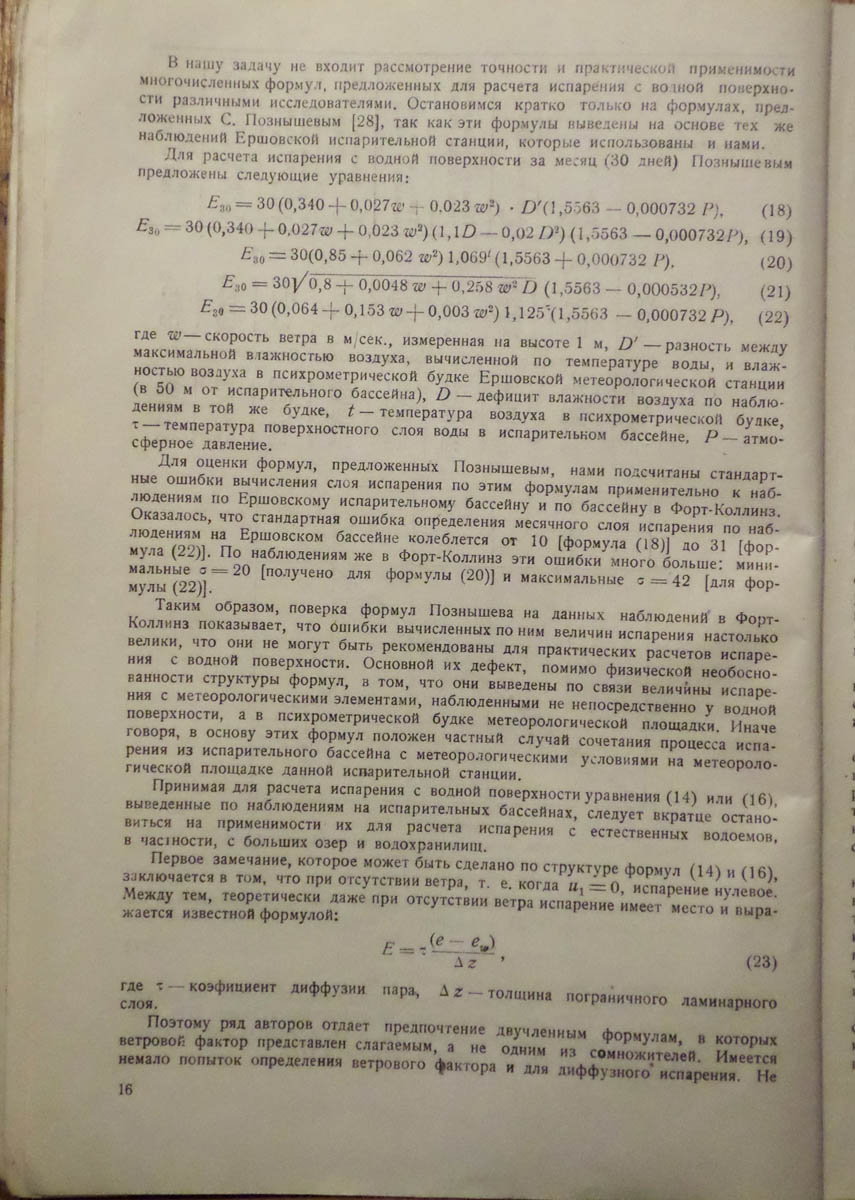 В нашу задачу не входит рассмотрение точности и практической применимости
многочисленных формул, предложенных для расчета испарения с водной поверхно-
сти различными исследователями. Остановимся кратко только на формулах, пред-
ложенных С. Познышевым [28], так как эти формулы выведены на основе тех же
наблюдений Ершовской испарительной станции, которые использованы и нами.
Для расчета испарения с водной поверхности за месяц (30 дней) Познышевым
предложены следующие уравнения:
E₃₀ = 30 (0,340 + 0,027w + 0,023 w²) · D′(1,5563 — 0,000732 P), (18)
E₃₀ = 30 (0,340 + 0,027w + 0,023 w²) (1,1D — 0,02 D²) (1,5563 — 0,000732P), (19)
E₃₀ = 30(0,85 + 0,062 w²) 1,069ᵗ (1,5563 + 0,000732 P), (20)
E₃₀ = 30√0,8 + 0,0048 w + 0,258 w² D (1,5563 — 0,000532P), (21)
E₃₀ = 30 (0,064 + 0,153 w + 0,003 w²) 1,125^τ (1,5563 — 0,000732 P), (22)
где w — скорость ветра в м/сек., измеренная на высоте 1 м, D′ — разность между
максимальной влажностью воздуха, вычисленной по температуре воды, и влаж-
ностью воздуха в психрометрической будке Ершовской метеорологической станции
(в 50 м от испарительного бассейна), D — дефицит влажности воздуха по наблю-
дениям в той же будке, t — температура воздуха в психрометрической будке,
τ — температура поверхностного слоя воды в испарительном бассейне, P — атмо-
сферное давление.
Для оценки формул, предложенных Познышевым, нами подсчитаны стандарт-
ные ошибки вычисления слоя испарения по этим формулам применительно к наб-
людениям по Ершовскому испарительному бассейну и по бассейну в Форт-Коллинз.
Оказалось, что стандартная ошибка определения месячного слоя испарения по наб-
людениям на Ершовском бассейне колеблется от 10 [формула (18)] до 31 [фор-
мула (22)]. По наблюдениям же в Форт-Коллинз эти ошибки много больше: мини-
мальные σ = 20 [получено для формулы (20)] и максимальные σ = 42 [для фор-
мулы (22)].
Таким образом, поверка формул Познышева на данных наблюдений в Форт-
Коллинз показывает, что ошибки вычисленных по ним величин испарения настолько
велики, что они не могут быть рекомендованы для практических расчетов испаре-
ния с водной поверхности. Основной их дефект, помимо физической необосно-
ванности структуры формул, в том, что они выведены по связи величины испаре-
ния с метеорологическими элементами, наблюденными не непосредственно у водной
поверхности, а в психрометрической будке метеорологической площадки. Иначе
говоря, в основу этих формул положен частный случай сочетания процесса испа-
рения из испарительного бассейна с метеорологическими условиями на метеороло-
гической площадке данной испарительной станции.
Принимая для расчета испарения с водной поверхности уравнения (14) или (16),
выведенные по наблюдениям на испарительных бассейнах, следует вкратце остано-
виться на применимости их для расчета испарения с естественных водоемов,
в частности, с больших озер и водохранилищ.
Первое замечание, которое может быть сделано по структуре формул (14) и (16),
заключается в том, что при отсутствии ветра, т. е. когда u₁ = 0, испарение нулевое.
Между тем, теоретически даже при отсутствии ветра испарение имеет место и выра-
жается известной формулой:
E = τ (e — e_w) / Δ z , (23)
где τ — коэфициент диффузии пара, Δ z — толщина пограничного ламинарного
слоя.
Поэтому ряд авторов отдает предпочтение двучленным формулам, в которых
ветровой фактор представлен слагаемым, а не одним из сомножителей. Имеется
немало попыток определения ветрового фактора и для диффузного испарения. Не
16